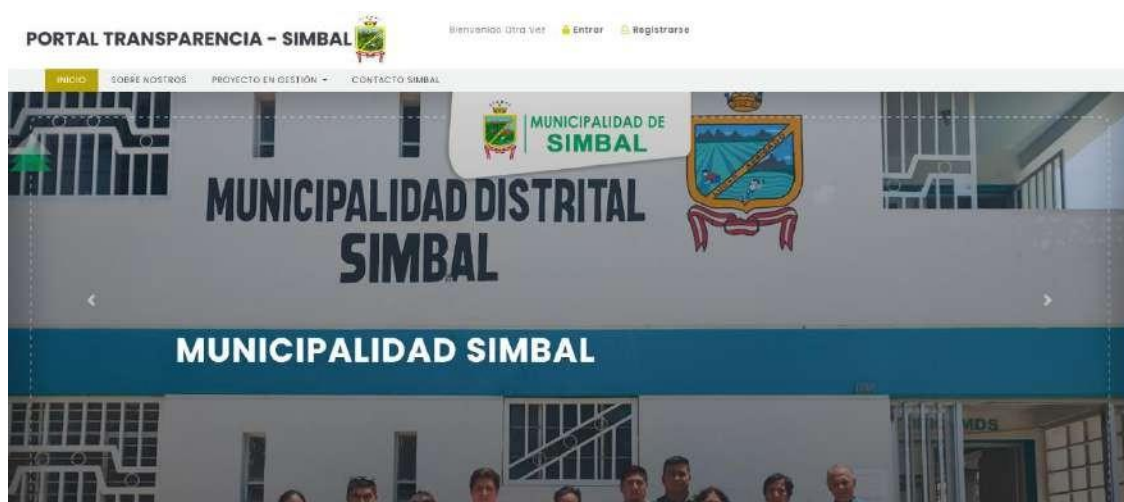 PORTAL TRANSPARENCIA - SIMBAL
Bienvenido Otra Vez Entrar Registrarse
INICIO SOBRE NOSTROS PROYECTO EN GESTIÓN CONTACTO SIMBAL
MUNICIPALIDAD DE
SIMBAL
MUNICIPALIDAD DISTRITAL
SIMBAL
MUNICIPALIDAD SIMBAL
MDS